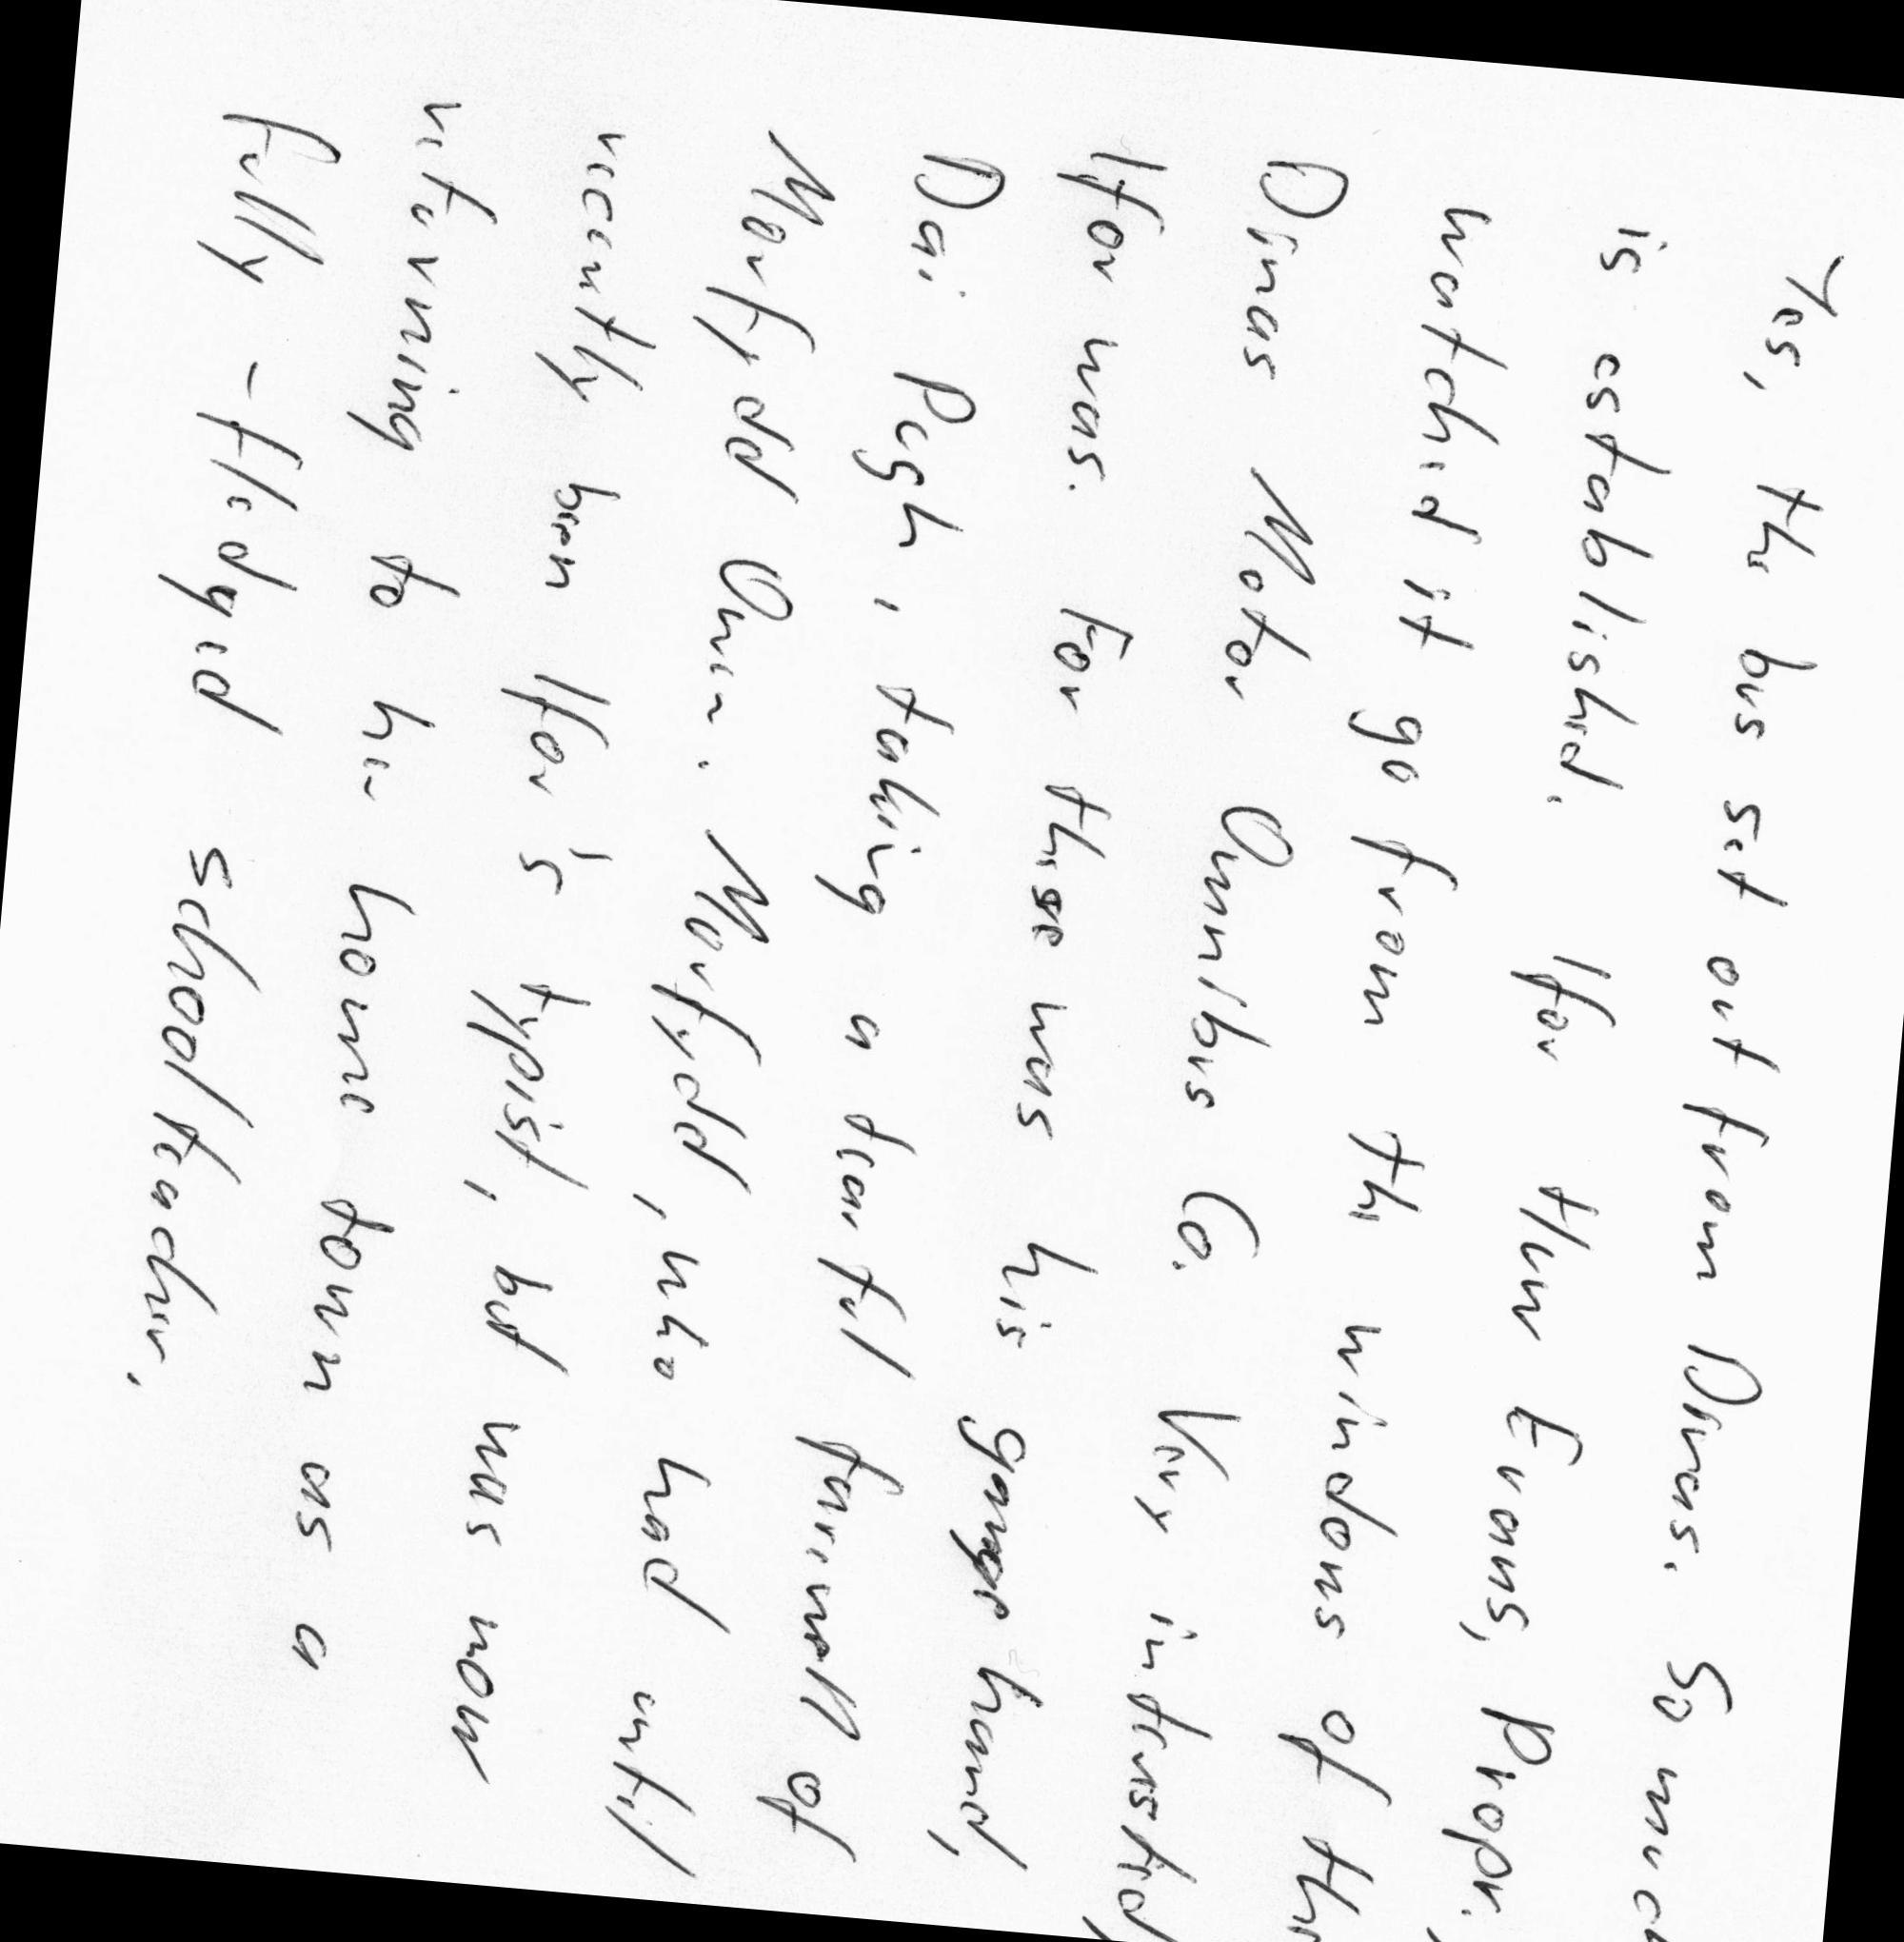 Yes, the bus set out from Dinas. So much
is established. Ifor Huw Evans, Propr.,
watched it go from the windows of the
Dinas Motor Omnibus Co. Very interested,
Ifor was. For there was his garage hand,
Dai Pugh, taking a tearful farewell of
Morfydd Owen. Morfydd, who had until
recently been Ifor's typist, but was now
returning to her home town as a
fully-fledged schoolteacher.